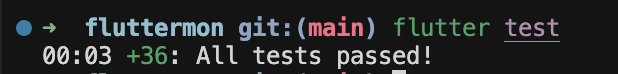 ➜ fluttermon git:(main) flutter test
00:03 +36: All tests passed!